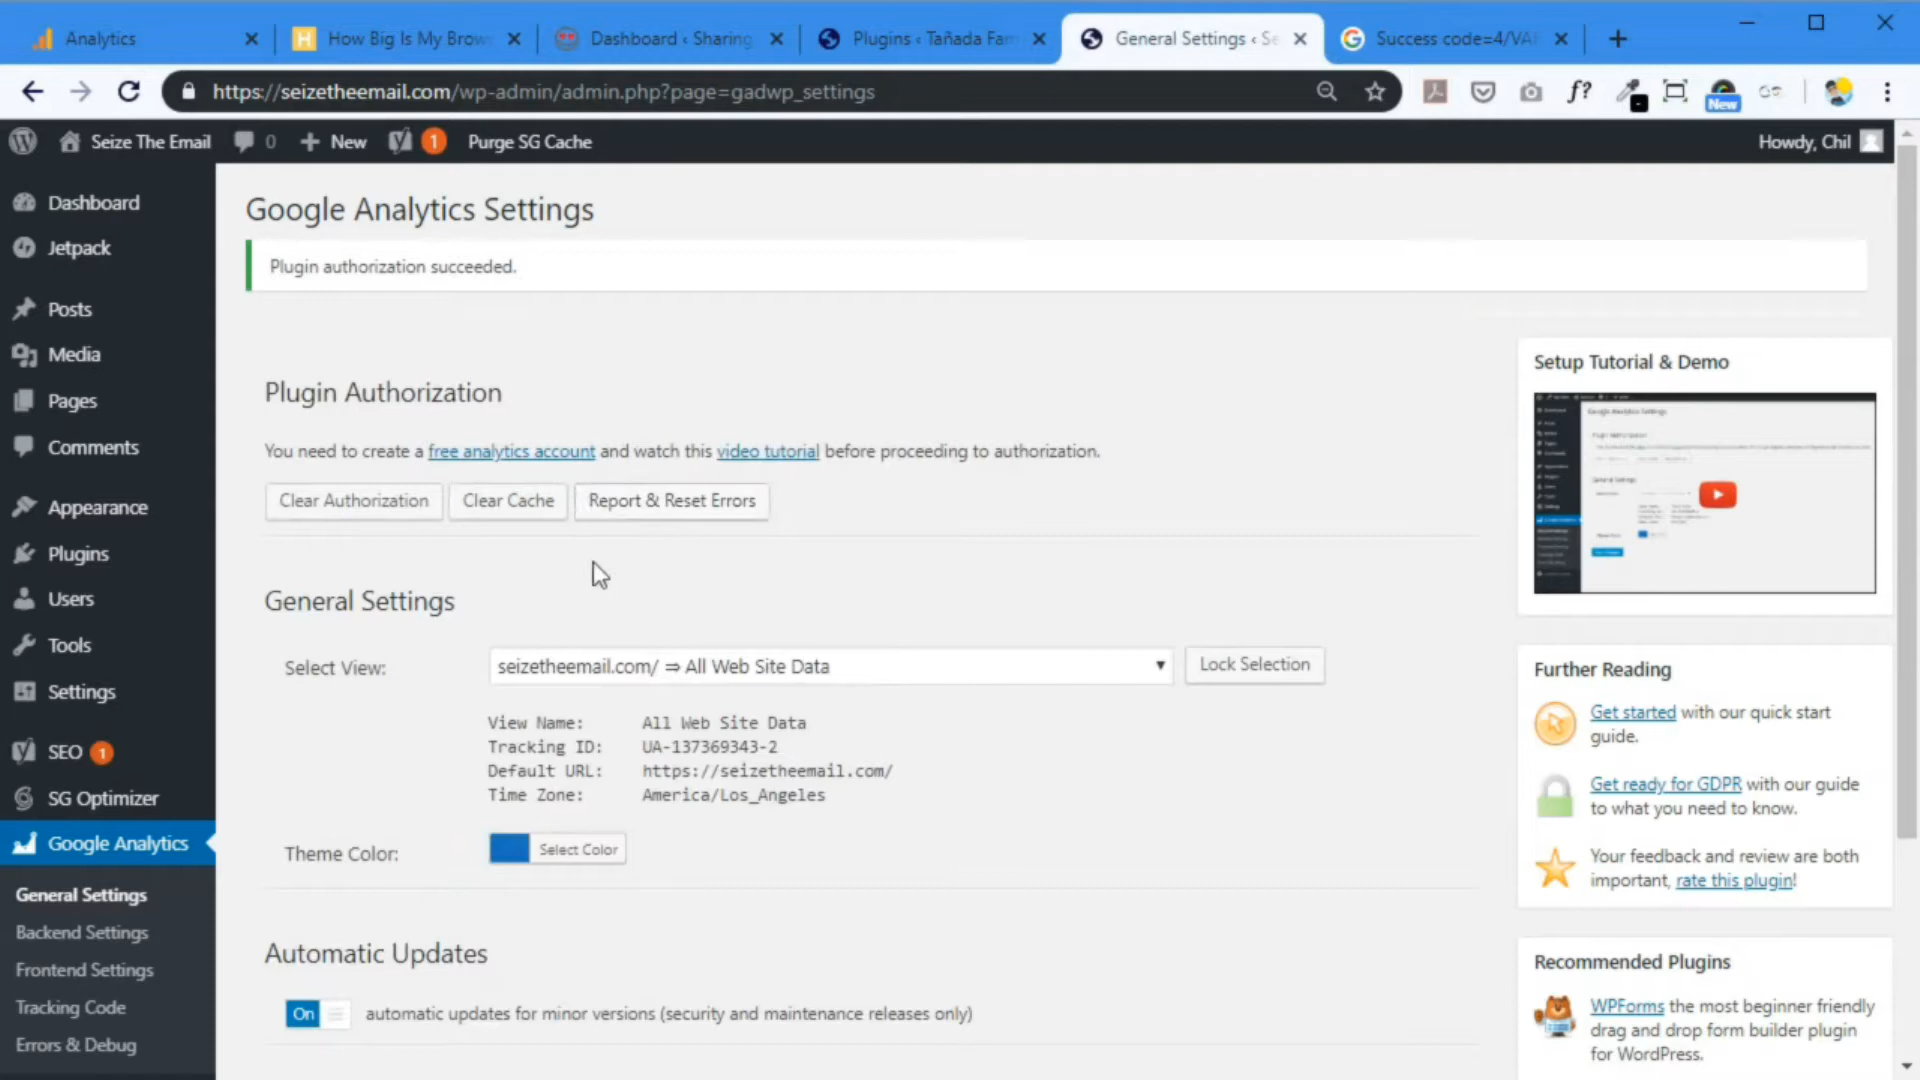 Analytics
How Big Is My Brow
Dashboard ‹ Sharing
Plugins ‹ Tañada Fam
General Settings ‹ Se
Success code=4/VA
https://seizetheemail.com/wp-admin/admin.php?page=gadwp_settings
f?
New
Seize The Email
0
New
1
Purge SG Cache
Howdy, Chil
Dashboard
Jetpack
Posts
Media
Pages
Comments
Appearance
Plugins
Users
Tools
Settings
SEO 1
SG Optimizer
Google Analytics
General Settings
Backend Settings
Frontend Settings
Tracking Code
Errors & Debug
Google Analytics Settings
Plugin authorization succeeded.
Plugin Authorization
You need to create a free analytics account and watch this video tutorial before proceeding to authorization.
Clear Authorization
Clear Cache
Report & Reset Errors
General Settings
Select View:
seizetheemail.com/ ⇒ All Web Site Data
Lock Selection
View Name: All Web Site Data
Tracking ID: UA-137369343-2
Default URL: https://seizetheemail.com/
Time Zone: America/Los_Angeles
Theme Color:
Select Color
Automatic Updates
On
automatic updates for minor versions (security and maintenance releases only)
Setup Tutorial & Demo
Further Reading
Get started with our quick start
guide.
Get ready for GDPR with our guide
to what you need to know.
Your feedback and review are both
important, rate this plugin!
Recommended Plugins
WPForms the most beginner friendly
drag and drop form builder plugin
for WordPress.